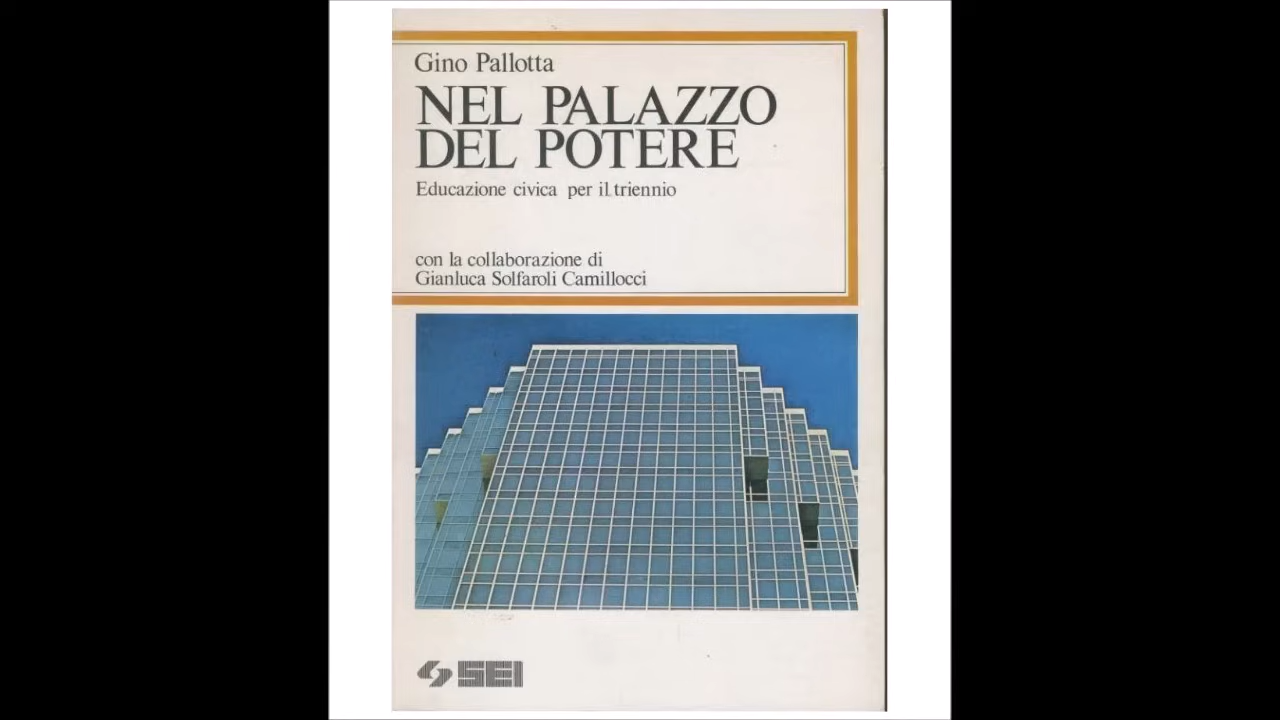 Gino Pallotta
NEL PALAZZO
DEL POTERE
Educazione civica per il triennio
con la collaborazione di
Gianluca Solfaroli Camillocci
SEI